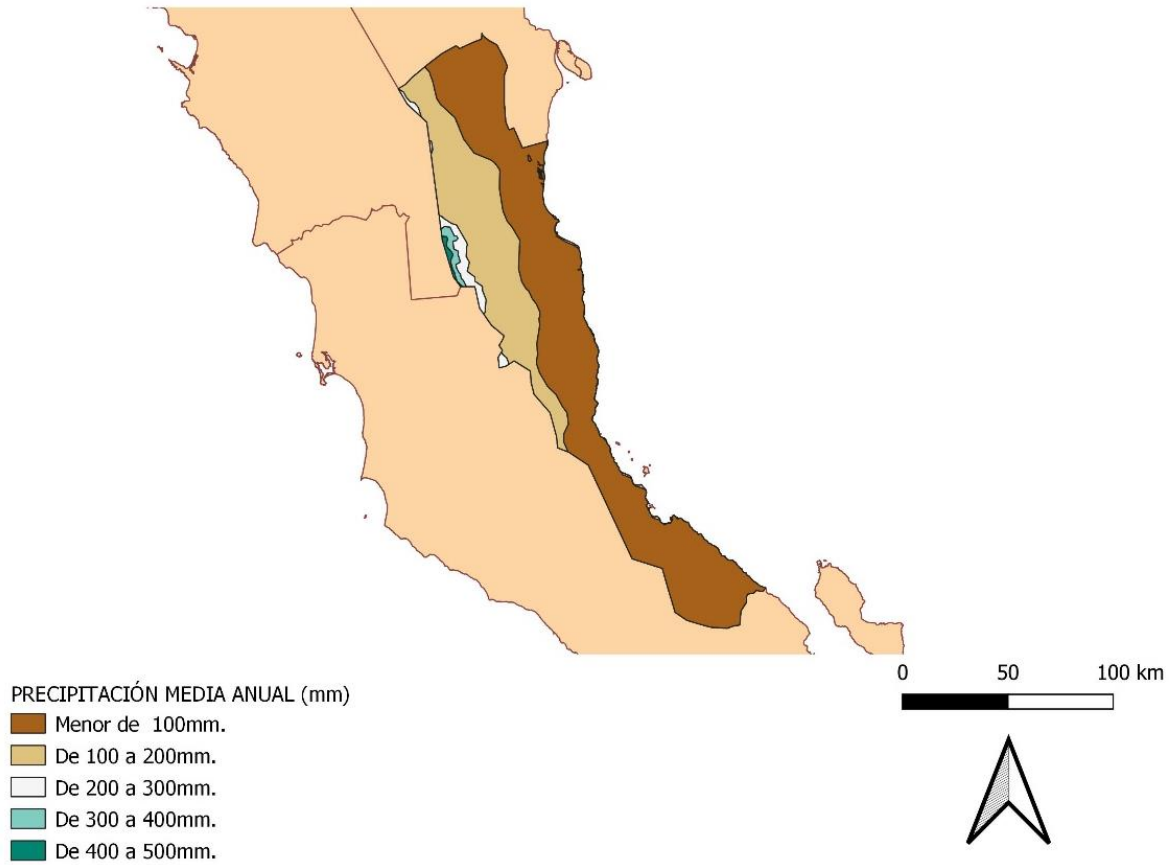 0 50 100 km
PRECIPITACIÓN MEDIA ANUAL (mm)
Menor de 100mm.
De 100 a 200mm.
De 200 a 300mm.
De 300 a 400mm.
De 400 a 500mm.